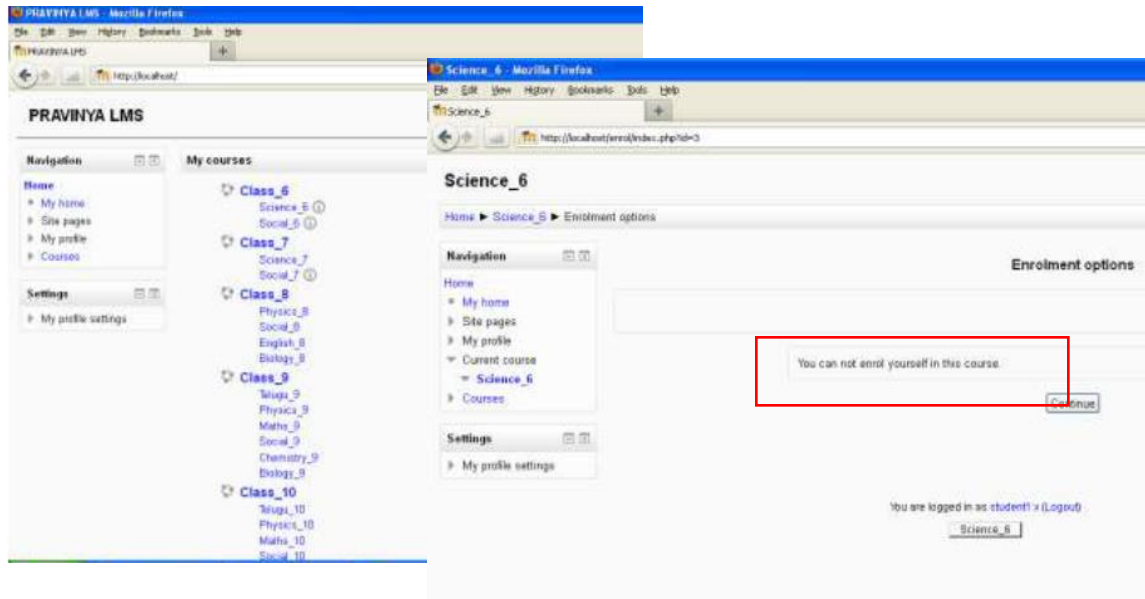 PRAVINYA LMS - Mozilla Firefox
File Edit View History Bookmarks Tools Help
PRAVINYA LMS
http://localhost/
PRAVINYA LMS
Navigation
Home
My home
Site pages
My profile
Courses
Settings
My profile settings
My courses
Class_6
Science_6
Social_6
Class_7
Science_7
Social_7
Class_8
Physics_8
Social_8
English_8
Biology_8
Class_9
Telugu_9
Physics_9
Maths_9
Social_9
Chemistry_9
Biology_9
Class_10
Telugu_10
Physics_10
Maths_10
Social_10
Science_6 - Mozilla Firefox
File Edit View History Bookmarks Tools Help
Science_6
http://localhost/enrol/index.php?id=3
Science_6
Home ► Science_6 ► Enrolment options
Navigation
Home
My home
Site pages
My profile
Current course
Science_6
Courses
Settings
My profile settings
Enrolment options
You can not enrol yourself in this course.
Continue
You are logged in as student1 x (Logout)
Science_6